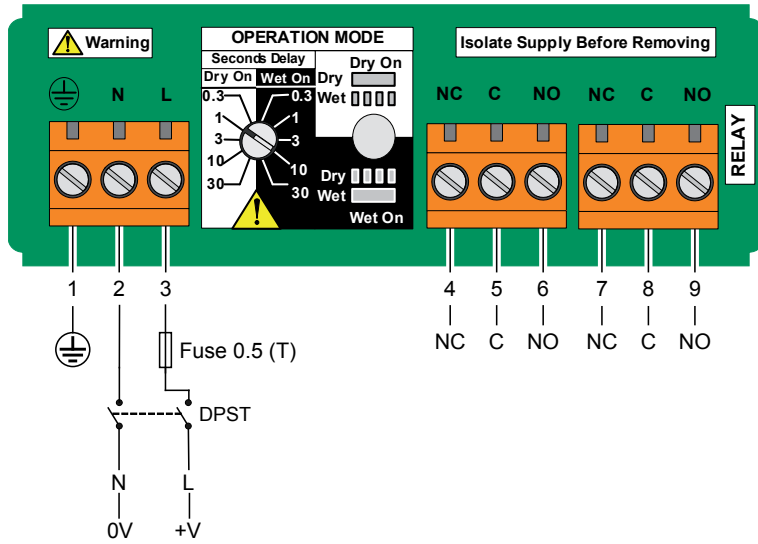 Warning
OPERATION MODE
Isolate Supply Before Removing
Seconds Delay
Dry On Wet On
Dry On
Dry
Wet
0.3 0.3
1 1
3 3
10 10
30 30
Dry
Wet
Wet On
N L
NC C NO NC C NO
RELAY
1 2 3 4 5 6 7 8 9
NC C NO NC C NO
Fuse 0.5 (T)
DPST
N L
0V +V